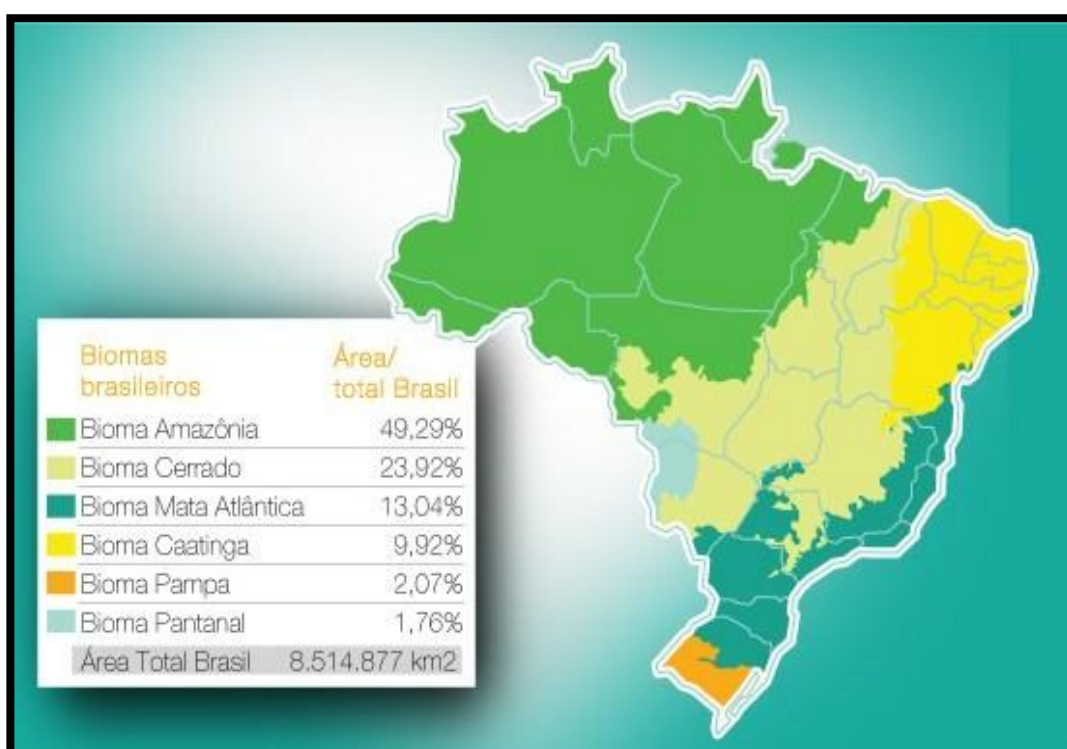 Biomas
brasileiros
Área/
total Brasil
Bioma Amazônia 49,29%
Bioma Cerrado 23,92%
Bioma Mata Atlântica 13,04%
Bioma Caatinga 9,92%
Bioma Pampa 2,07%
Bioma Pantanal 1,76%
Área Total Brasil 8.514.877 km2